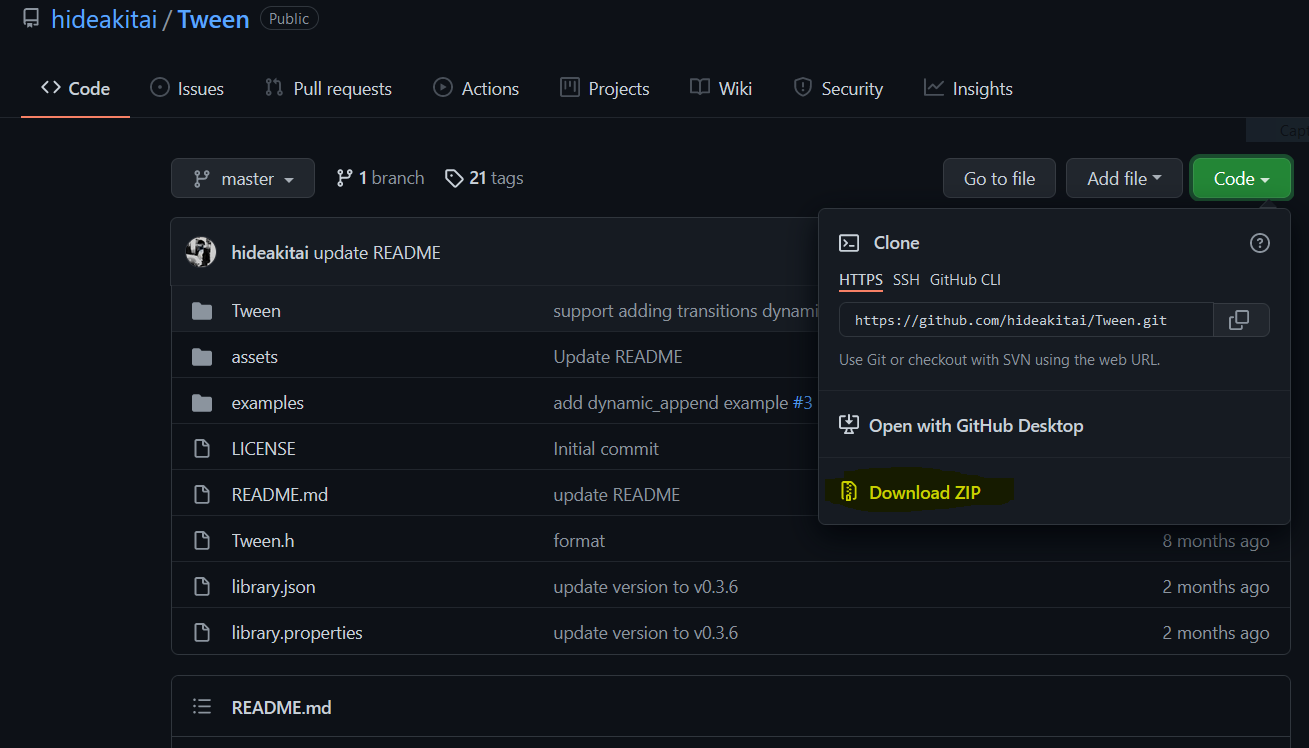 hideakitai / Tween Public
Code Issues Pull requests Actions Projects Wiki Security Insights
master 1 branch 21 tags Go to file Add file Code
hideakitai update README
Tween support adding transitions dynami
assets Update README
examples add dynamic_append example #3
LICENSE Initial commit
README.md update README
Tween.h format 8 months ago
library.json update version to v0.3.6 2 months ago
library.properties update version to v0.3.6 2 months ago
Clone
HTTPS SSH GitHub CLI
https://github.com/hideakitai/Tween.git
Use Git or checkout with SVN using the web URL.
Open with GitHub Desktop
Download ZIP
README.md